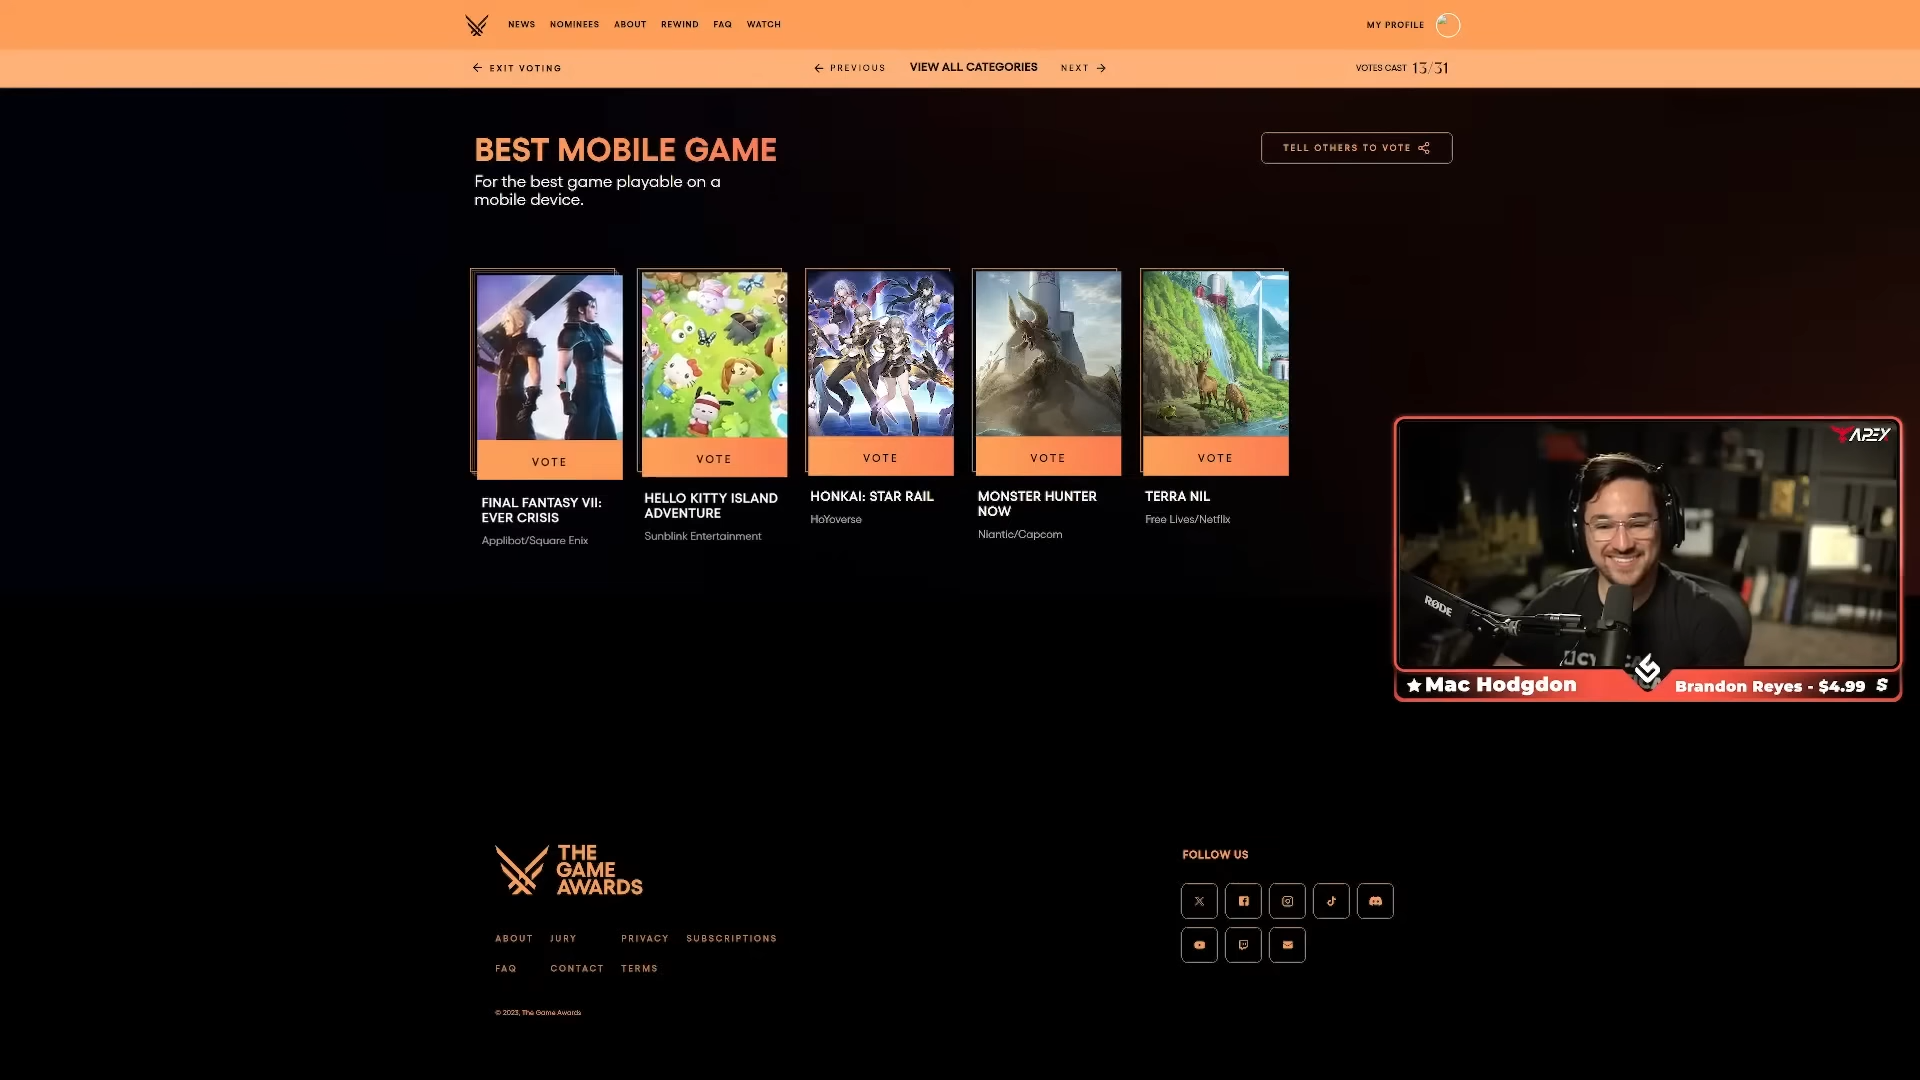 NEWS NOMINEES ABOUT REWIND FAQ WATCH MY PROFILE
EXIT VOTING PREVIOUS VIEW ALL CATEGORIES NEXT VOTES CAST 13/31
BEST MOBILE GAME
For the best game playable on a
mobile device.
TELL OTHERS TO VOTE
VOTE
FINAL FANTASY VII:
EVER CRISIS
Applibot/Square Enix
VOTE
HELLO KITTY ISLAND
ADVENTURE
Sunblink Entertainment
VOTE
HONKAI: STAR RAIL
HoYoverse
VOTE
MONSTER HUNTER
NOW
Niantic/Capcom
VOTE
TERRA NIL
Free Lives/Netflix
APEX
RØDE
Mac Hodgdon
Brandon Reyes - $4.99 $
THE
GAME
AWARDS
ABOUT JURY PRIVACY SUBSCRIPTIONS
FAQ CONTACT TERMS
© 2023, The Game Awards
FOLLOW US